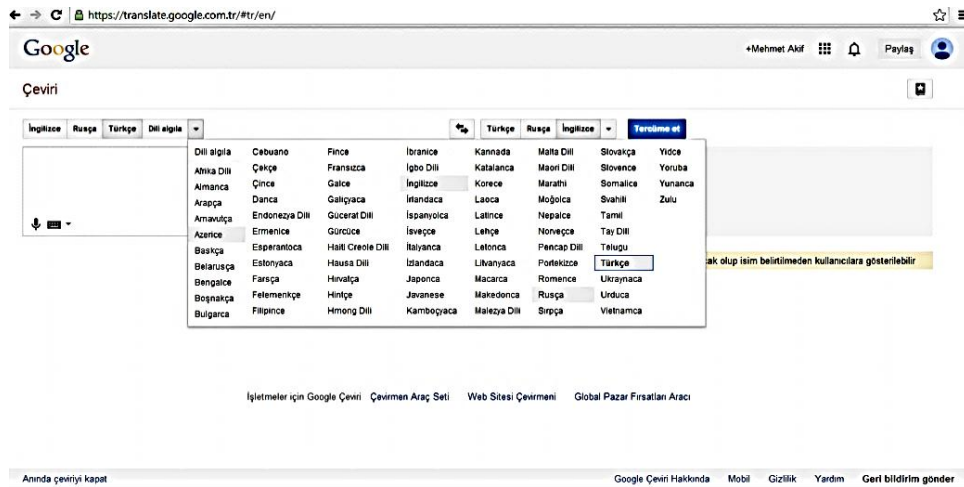 https://translate.google.com.tr/#tr/en/
Google +Mehmet Akif Paylaş
Çeviri
İngilizce Rusça Türkçe Dili algıla Türkçe Rusça İngilizce Tercüme et
Dili algıla Cebuano Fince İbranice Kannada Malta Dili Slovakça Yidce
Afrika Dili Çekçe Fransızca İgbo Dili Katalanca Maori Dili Slovence Yoruba
Almanca Çince Galce İngilizce Korece Marathi Somalice Yunanca
Arapça Danca Galiçyaca İrlandaca Laoca Moğolca Svahili Zulu
Arnavutça Endonezya Dili Gücerat Dili İspanyolca Latince Nepalce Tamil
Azerice Ermenice Gürcüce İsveçce Lehçe Norveçce Tay Dili
Baskça Esperantoca Haiti Creole Dili İtalyanca Letonca Pencap Dili Telugu
Belarusça Estonyaca Hausa Dili İzlandaca Litvanyaca Portekizce Türkçe
Bengalce Farsça Hırvatça Japonca Macarca Romence Ukraynaca
Boşnakça Felemenkçe Hintçe Javanese Makedonca Rusça Urduca
Bulgarca Filipince Hmong Dili Kamboçyaca Malezya Dili Sırpça Vietnamca
olup isim belirtilmeden kullanıcılara gösterilebilir
İşletmeler için Google Çeviri Çevirmen Araç Seti Web Sitesi Çevirmeni Global Pazar Fırsatları Aracı
Anında çeviriyi kapat Google Çeviri Hakkında Mobil Gizlilik Yardım Geri bildirim gönder